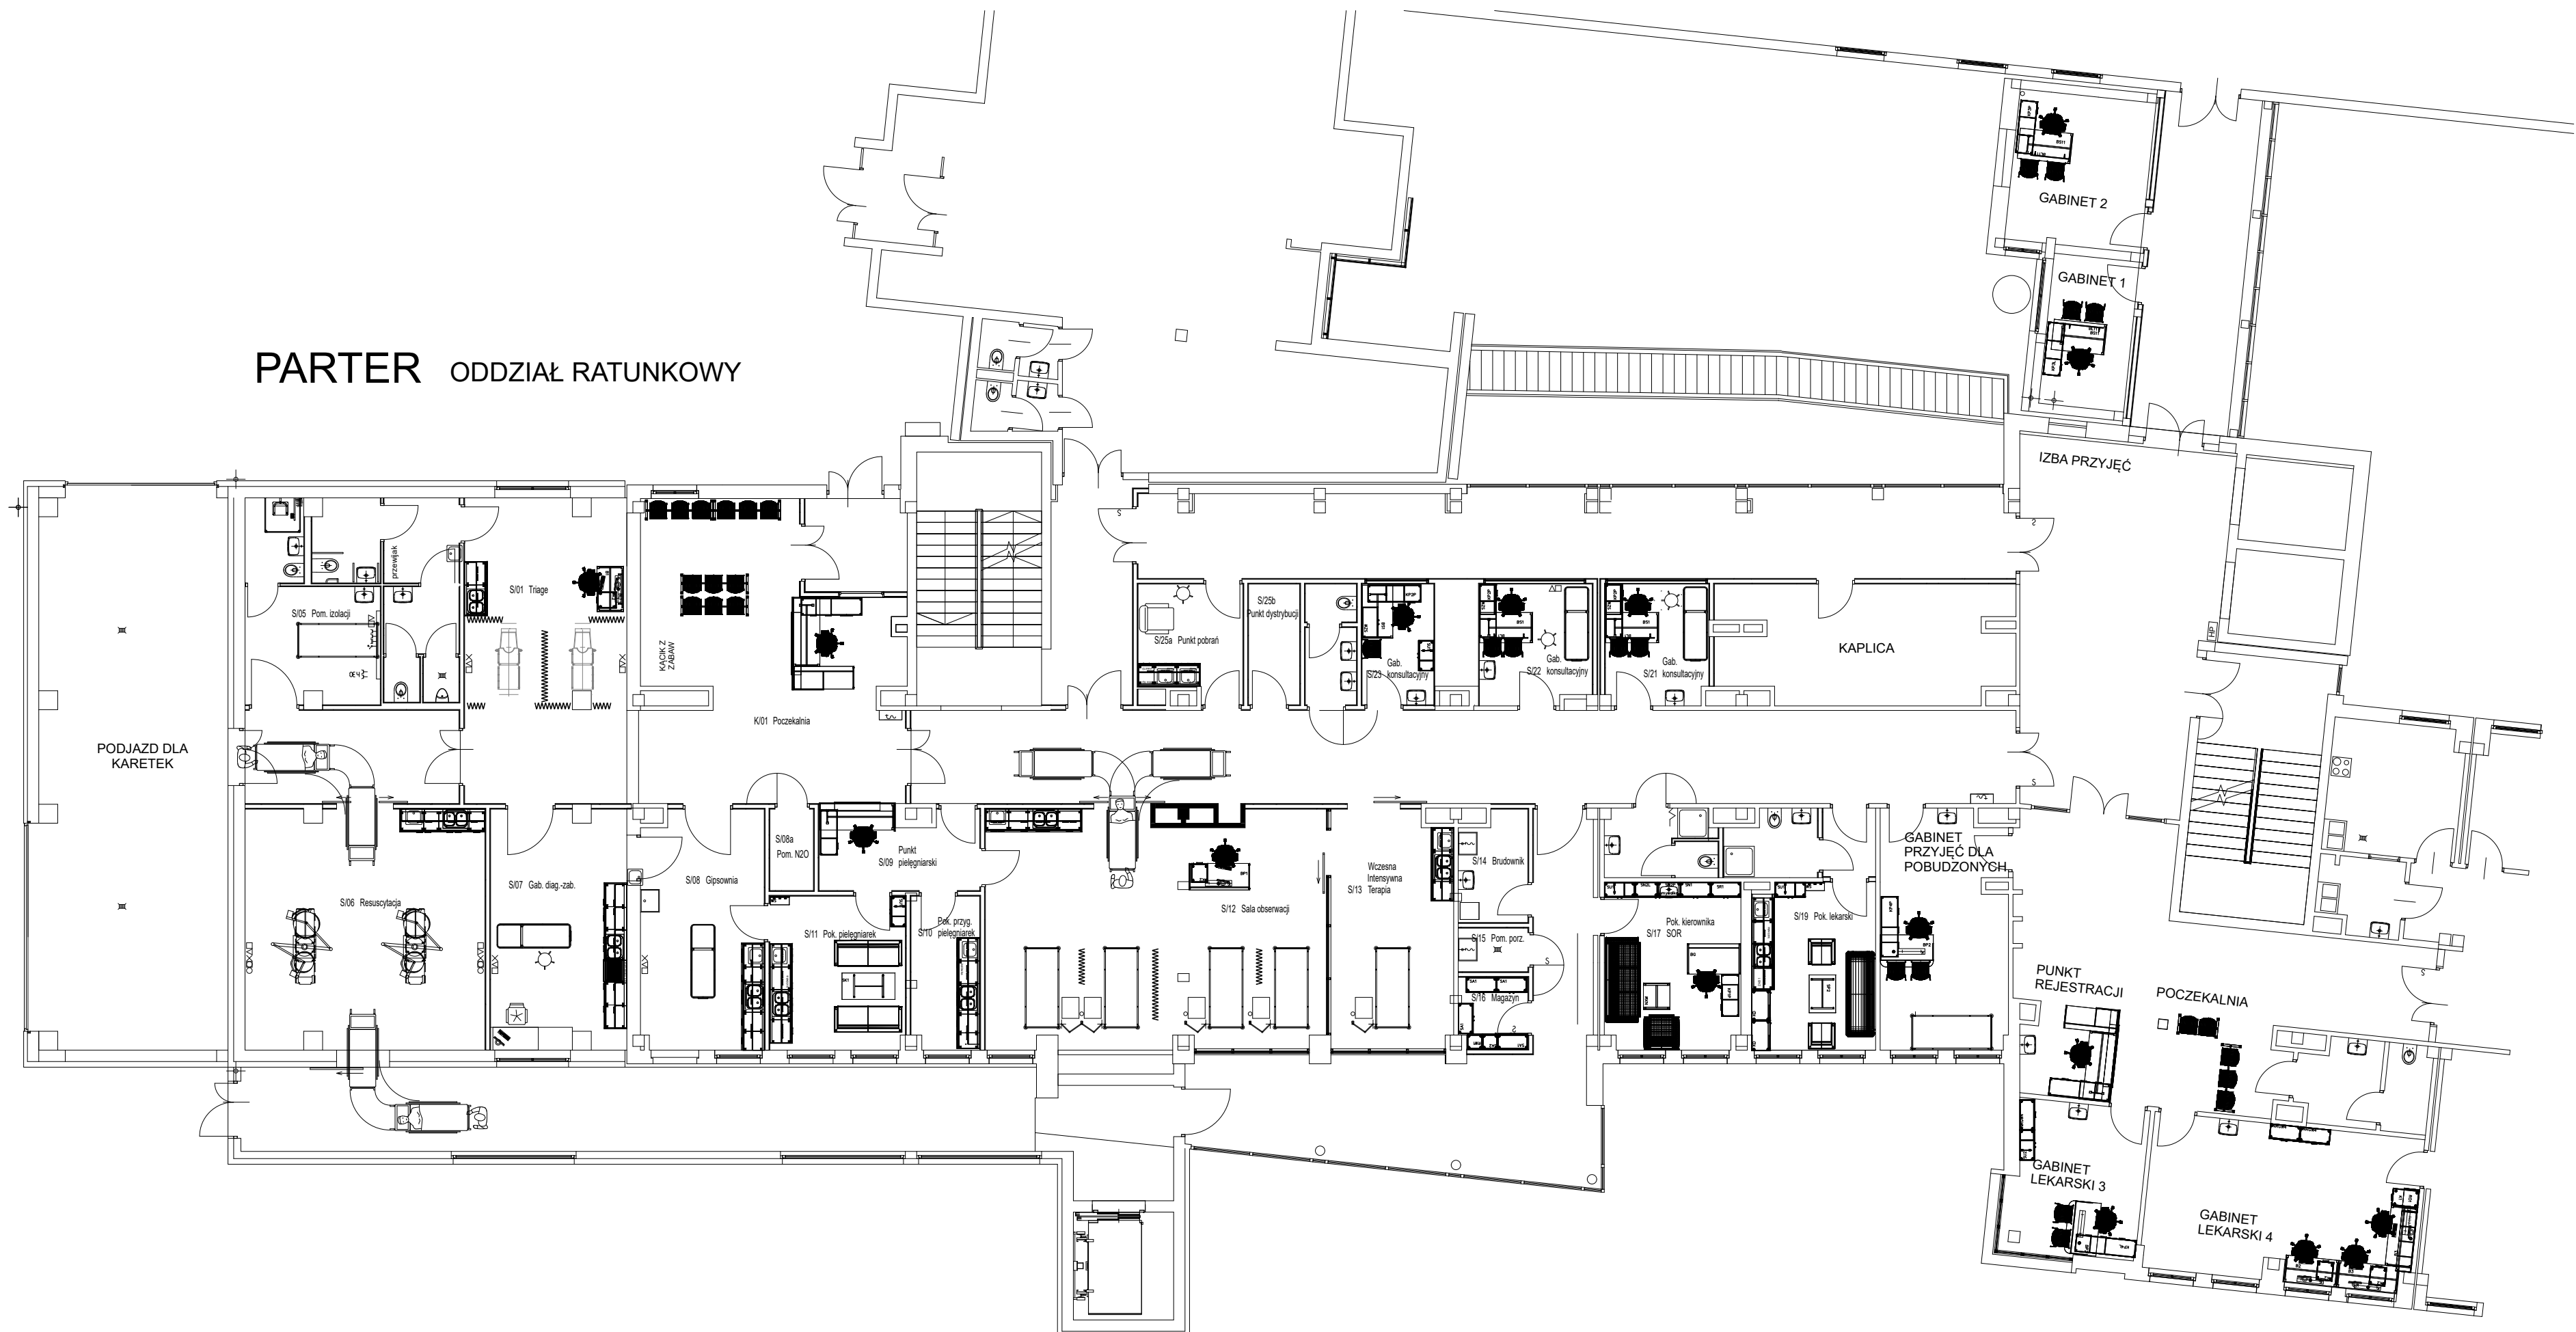 PARTER ODDZIAŁ RATUNKOWY
GABINET 2
GABINET 1
IZBA PRZYJĘĆ
HP
PODJAZD DLA
KARETEK
przewijak
S/05 Pom. izolacji
S/01 Triage
KĄCIK Z
ZABAW
K/01 Poczekalnia
S/25a Punkt pobrań
S/25b
Punkt dystrybucji
Gab.
S/23 konsultacyjny
Gab.
S/22 konsultacyjny
Gab.
S/21 konsultacyjny
KAPLICA
S/06 Resuscytacja
S/07 Gab. diag.-zab.
S/08 Gipsownia
S/08a
Pom. N2O
Punkt
S/09 pielęgniarski
S/11 Pok. pielęgniarek
Pok. przyg.
S/10 pielęgniarek
S/12 Sala obserwacji
Wczesna
Intensywna
S/13 Terapia
S/14 Brudownik
S/15 Pom. porz.
S/16 Magazyn
Pok. kierownika
S/17 SOR
S/19 Pok. lekarski
GABINET
PRZYJĘĆ DLA
POBUDZONYCH
PUNKT
REJESTRACJI
POCZEKALNIA
GABINET
LEKARSKI 3
GABINET
LEKARSKI 4